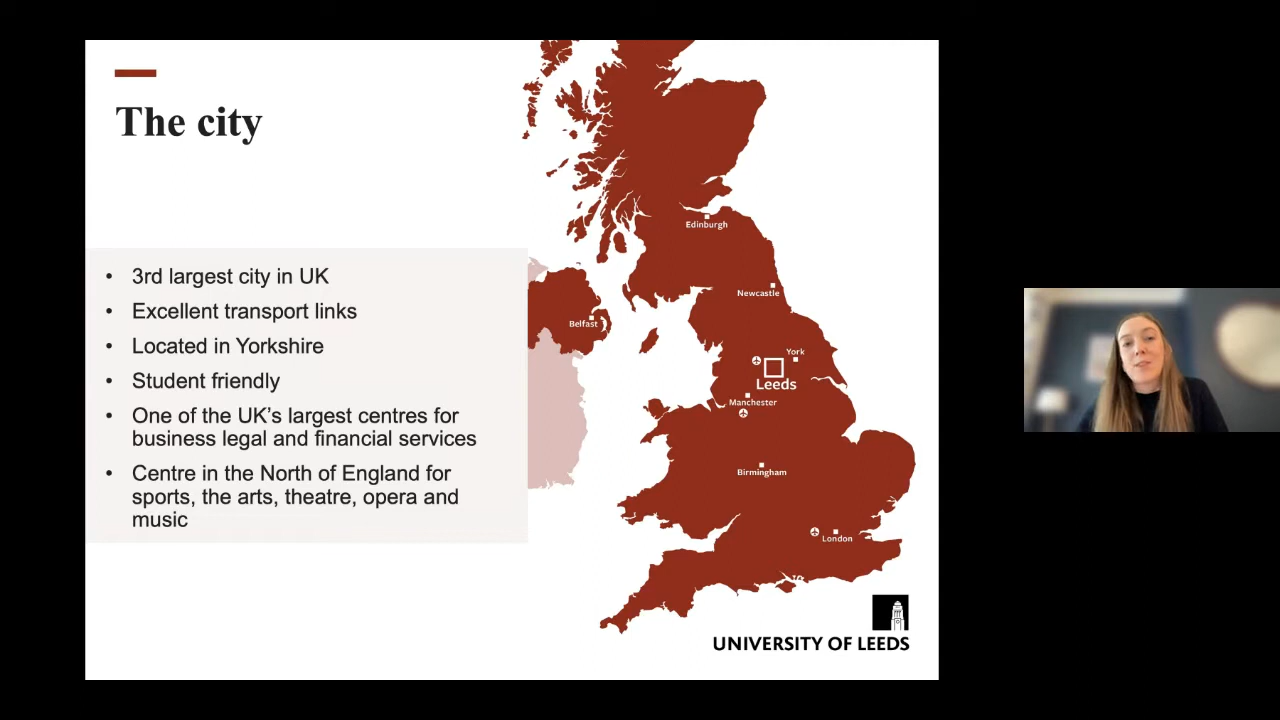 The city
• 3rd largest city in UK
• Excellent transport links
• Located in Yorkshire
• Student friendly
• One of the UK's largest centres for
business legal and financial services
• Centre in the North of England for
sports, the arts, theatre, opera and
music
Edinburgh
Newcastle
Belfast
York
Leeds
Manchester
Birmingham
London
UNIVERSITY OF LEEDS